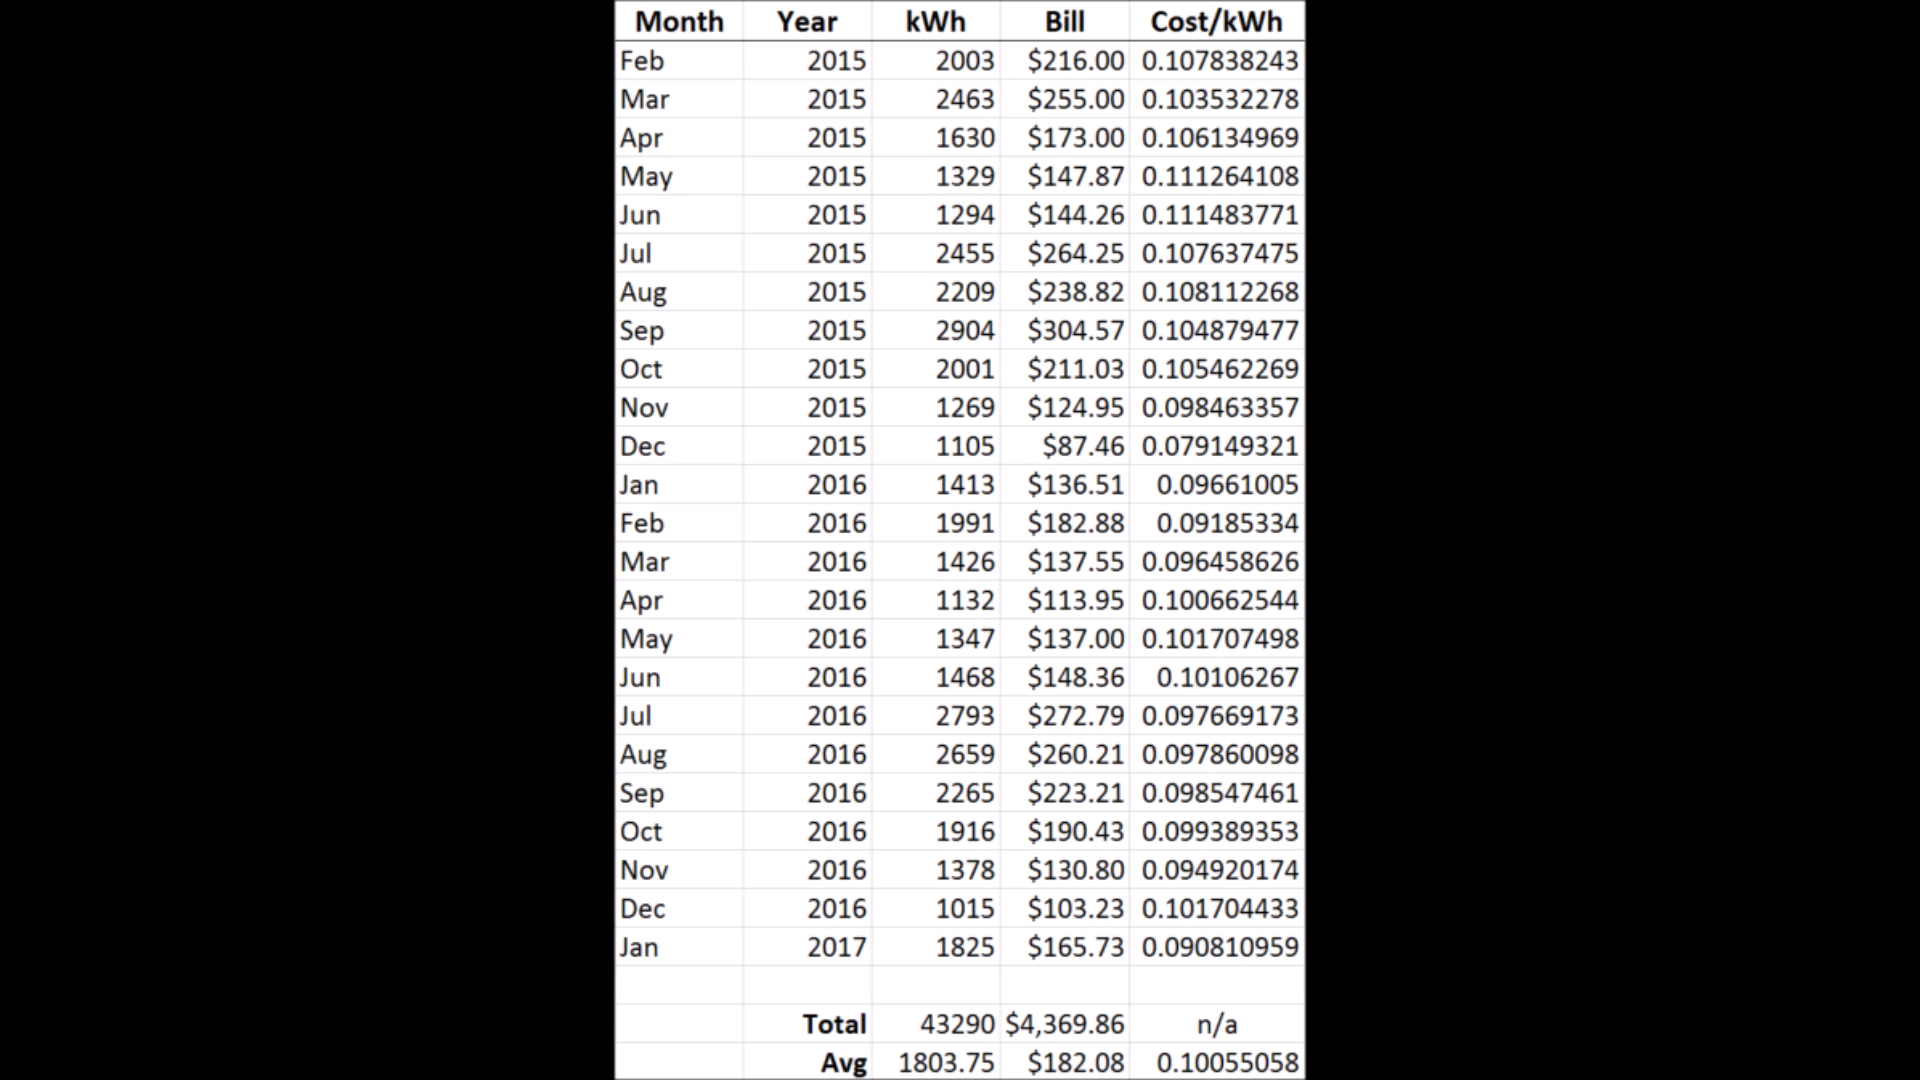 Month Year kWh Bill Cost/kWh
Feb 2015 2003 $216.00 0.107838243
Mar 2015 2463 $255.00 0.103532278
Apr 2015 1630 $173.00 0.106134969
May 2015 1329 $147.87 0.111264108
Jun 2015 1294 $144.26 0.111483771
Jul 2015 2455 $264.25 0.107637475
Aug 2015 2209 $238.82 0.108112268
Sep 2015 2904 $304.57 0.104879477
Oct 2015 2001 $211.03 0.105462269
Nov 2015 1269 $124.95 0.098463357
Dec 2015 1105 $87.46 0.079149321
Jan 2016 1413 $136.51 0.09661005
Feb 2016 1991 $182.88 0.09185334
Mar 2016 1426 $137.55 0.096458626
Apr 2016 1132 $113.95 0.100662544
May 2016 1347 $137.00 0.101707498
Jun 2016 1468 $148.36 0.10106267
Jul 2016 2793 $272.79 0.097669173
Aug 2016 2659 $260.21 0.097860098
Sep 2016 2265 $223.21 0.098547461
Oct 2016 1916 $190.43 0.099389353
Nov 2016 1378 $130.80 0.094920174
Dec 2016 1015 $103.23 0.101704433
Jan 2017 1825 $165.73 0.090810959
Total 43290 $4,369.86 n/a
Avg 1803.75 $182.08 0.10055058